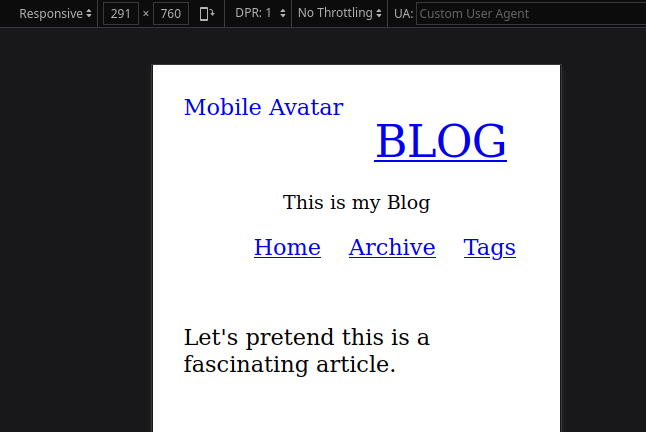 Responsive 291 × 760 DPR: 1 No Throttling UA: Custom User Agent
Mobile Avatar
BLOG
This is my Blog
Home Archive Tags
Let's pretend this is a
fascinating article.